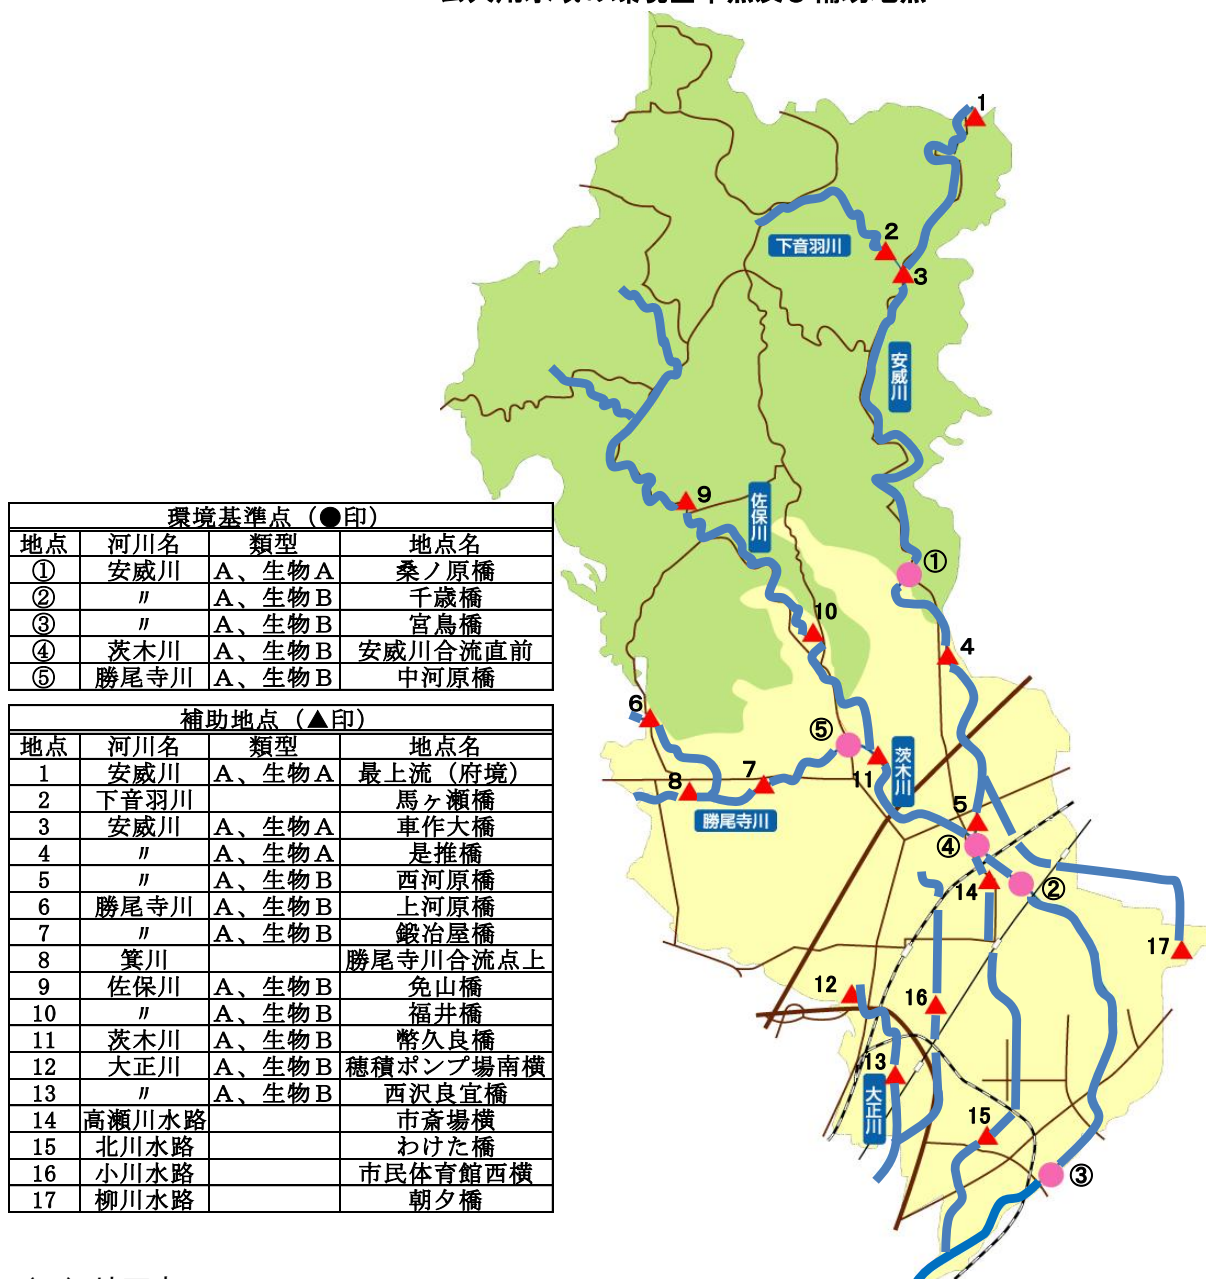 環境基準点（●印）
地点 河川名 類型 地点名
① 安威川 A、生物A 桑ノ原橋
② 〃 A、生物B 千歳橋
③ 〃 A、生物B 宮鳥橋
④ 茨木川 A、生物B 安威川合流直前
⑤ 勝尾寺川 A、生物B 中河原橋
補助地点（▲印）
地点 河川名 類型 地点名
1 安威川 A、生物A 最上流（府境）
2 下音羽川 馬ヶ瀬橋
3 安威川 A、生物A 車作大橋
4 〃 A、生物A 是推橋
5 〃 A、生物B 西河原橋
6 勝尾寺川 A、生物B 上河原橋
7 〃 A、生物B 鍛冶屋橋
8 箕川 勝尾寺川合流点上
9 佐保川 A、生物B 免山橋
10 〃 A、生物B 福井橋
11 茨木川 A、生物B 幣久良橋
12 大正川 A、生物B 穂積ポンプ場南横
13 〃 A、生物B 西沢良宜橋
14 高瀬川水路 市斎場横
15 北川水路 わけた橋
16 小川水路 市民体育館西横
17 柳川水路 朝夕橋
1
2
下音羽川
3
安威川
9
佐保川
①
10
4
6
⑤
茨木川
11
7
8
勝尾寺川
5
④
14
②
17
12
16
13
大正川
15
③